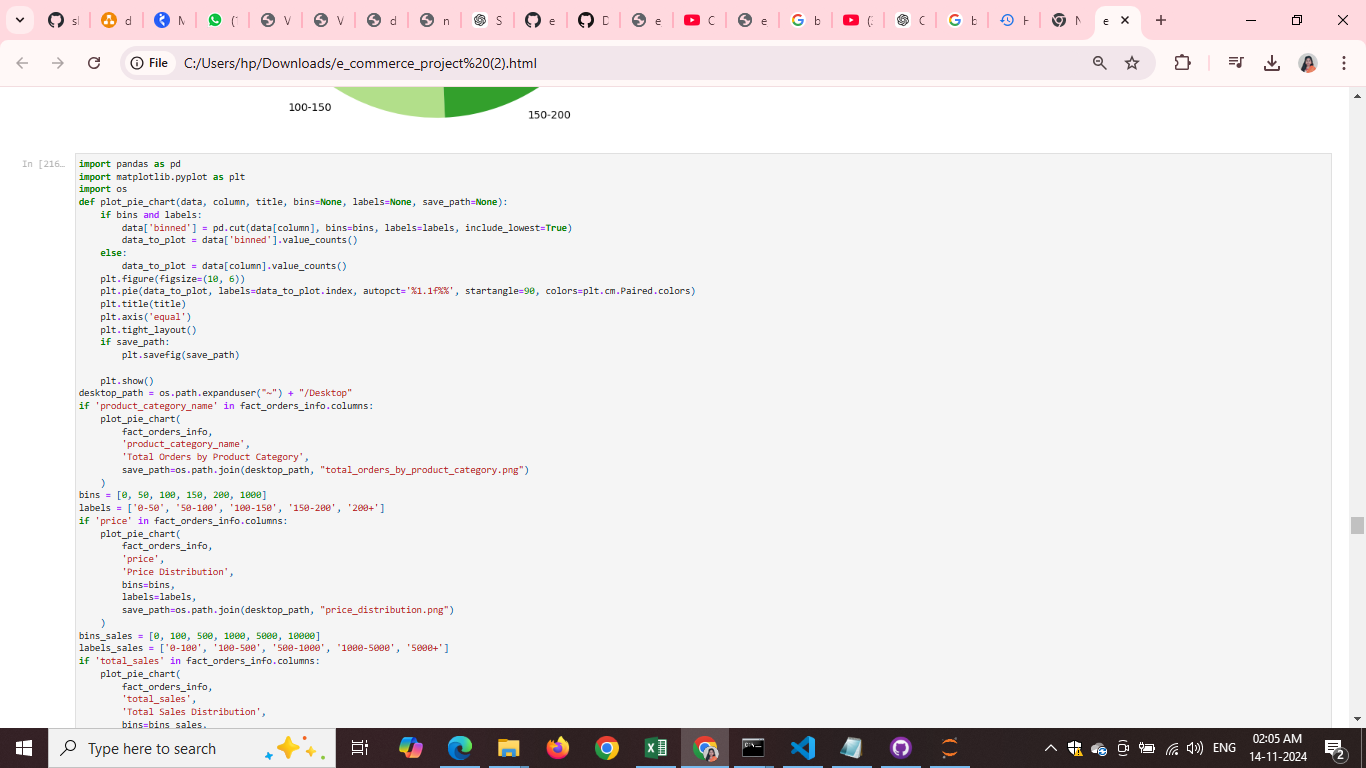 sl
d
M
(1
V
V
d
n
S
e
D
e
C
e
b
(3
C
b
H
N
e
File
C:/Users/hp/Downloads/e_commerce_project%20(2).html
100-150
150-200
In [216…
import pandas as pd
import matplotlib.pyplot as plt
import os
def plot_pie_chart(data, column, title, bins=None, labels=None, save_path=None):
    if bins and labels:
        data['binned'] = pd.cut(data[column], bins=bins, labels=labels, include_lowest=True)
        data_to_plot = data['binned'].value_counts()
    else:
        data_to_plot = data[column].value_counts()
    plt.figure(figsize=(10, 6))
    plt.pie(data_to_plot, labels=data_to_plot.index, autopct='%1.1f%%', startangle=90, colors=plt.cm.Paired.colors)
    plt.title(title)
    plt.axis('equal')
    plt.tight_layout()
    if save_path:
        plt.savefig(save_path)
    plt.show()
desktop_path = os.path.expanduser("~") + "/Desktop"
if 'product_category_name' in fact_orders_info.columns:
    plot_pie_chart(
        fact_orders_info,
        'product_category_name',
        'Total Orders by Product Category',
        save_path=os.path.join(desktop_path, "total_orders_by_product_category.png")
    )
bins = [0, 50, 100, 150, 200, 1000]
labels = ['0-50', '50-100', '100-150', '150-200', '200+']
if 'price' in fact_orders_info.columns:
    plot_pie_chart(
        fact_orders_info,
        'price',
        'Price Distribution',
        bins=bins,
        labels=labels,
        save_path=os.path.join(desktop_path, "price_distribution.png")
    )
bins_sales = [0, 100, 500, 1000, 5000, 10000]
labels_sales = ['0-100', '100-500', '500-1000', '1000-5000', '5000+']
if 'total_sales' in fact_orders_info.columns:
    plot_pie_chart(
        fact_orders_info,
        'total_sales',
        'Total Sales Distribution',
        bins=bins_sales,
Type here to search
ENG
02:05 AM
14-11-2024
2